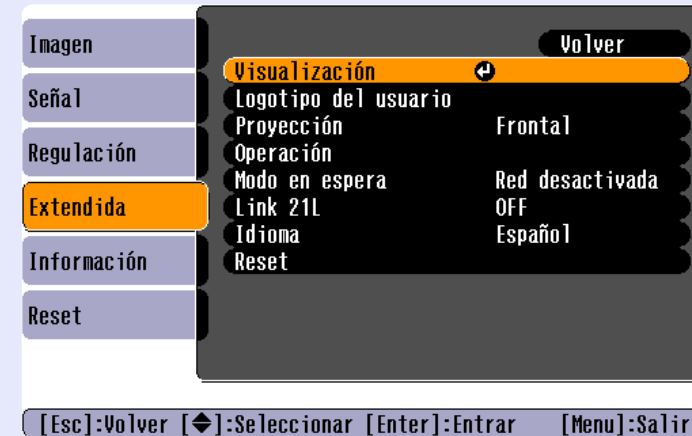 Imagen
Señal
Regulación
Extendida
Información
Reset
Volver
Visualización
Logotipo del usuario
Proyección Frontal
Operación
Modo en espera Red desactivada
Link 21L OFF
Idioma Español
Reset
[Esc]:Volver [◆]:Seleccionar [Enter]:Entrar [Menu]:Salir